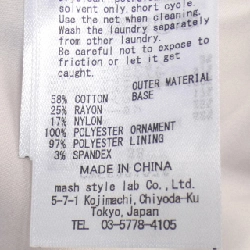 solvent only short cycle.
Use the net when cleaning.
Wash the laundry separately
from other laundry.
Be careful not to expose to
friction or let it get
caught.
OUTER MATERIAL
58% COTTON BASE
25% RAYON
17% NYLON
100% POLYESTER ORNAMENT
97% POLYESTER LINING
3% SPANDEX
MADE IN CHINA
mash style lab Co., Ltd.
5-7-1 Kojimachi, Chiyoda-Ku
Tokyo, Japan
TEL 03-5778-4105